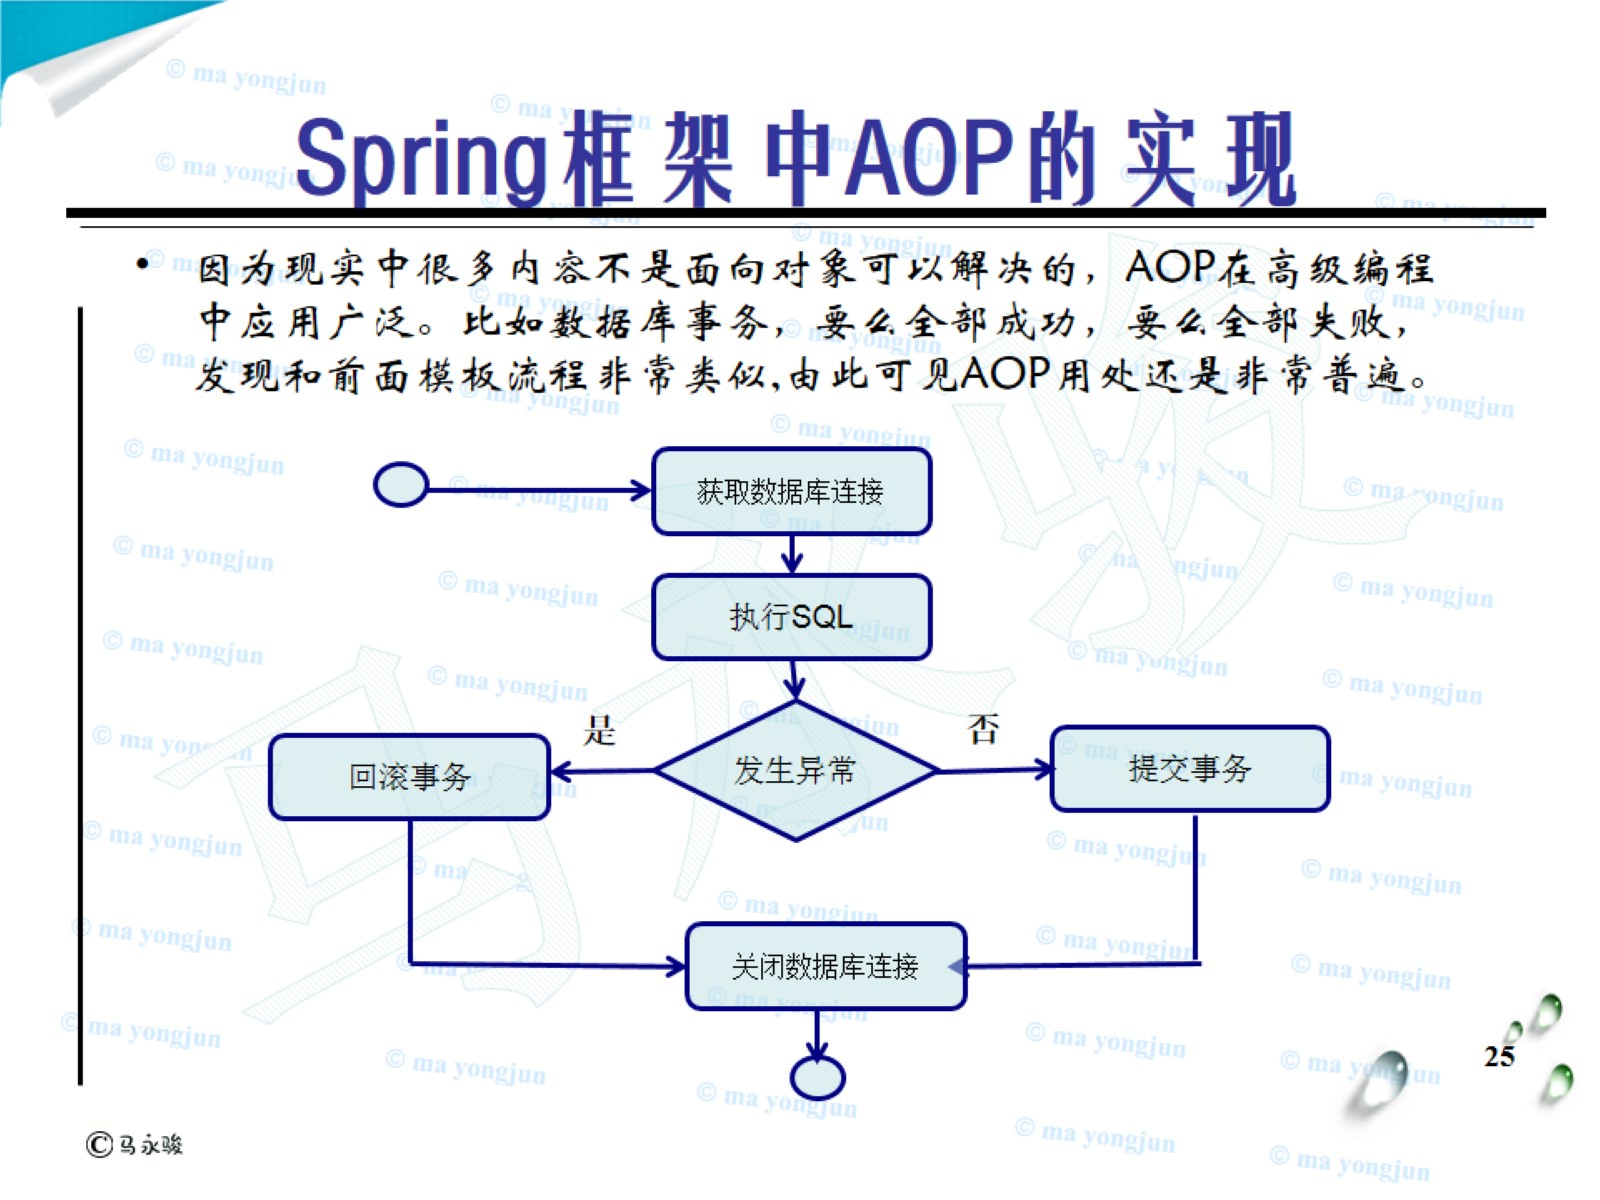 Spring框架中AOP的实现
• 因为现实中很多内容不是面向对象可以解决的，AOP在高级编程
中应用广泛。比如数据库事务，要么全部成功，要么全部失败，
发现和前面模板流程非常类似,由此可见AOP用处还是非常普遍。
获取数据库连接
执行SQL
是
发生异常
否
回滚事务
提交事务
关闭数据库连接
25
©马永骏
© ma yongjun
马永骏